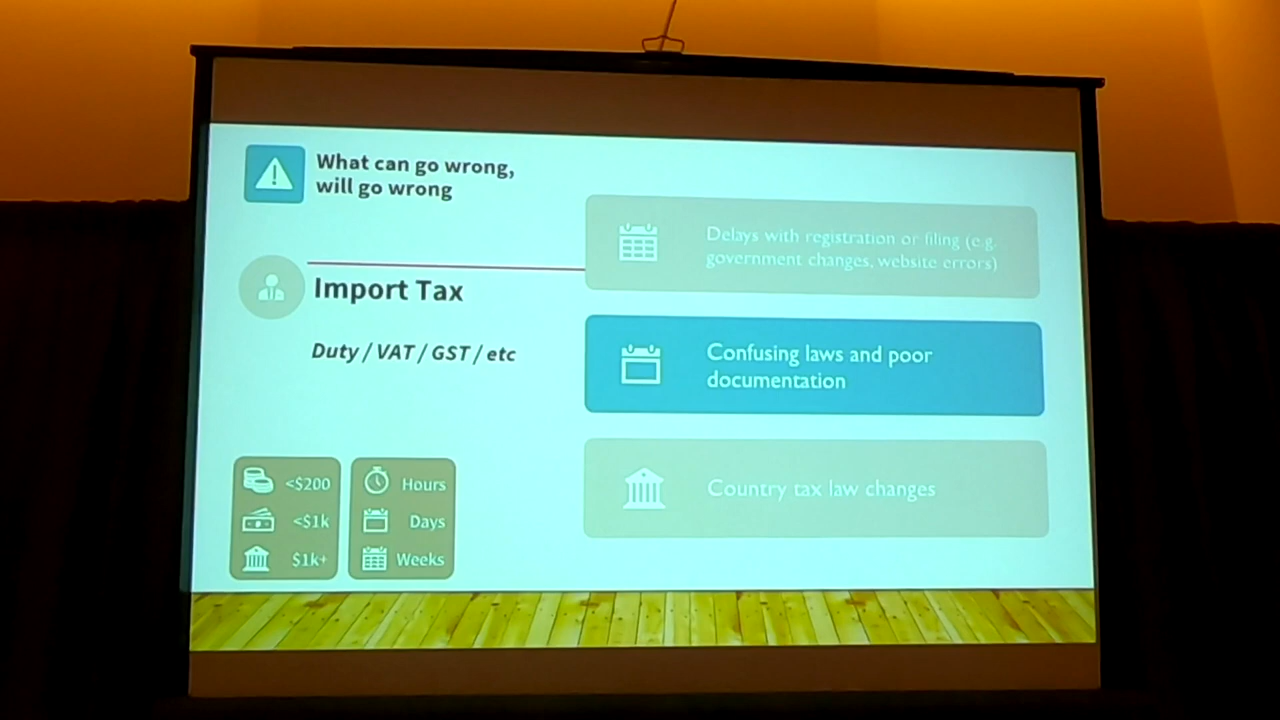 What can go wrong,
will go wrong
Import Tax
Duty / VAT / GST / etc
Delays with registration or filing (e.g.
government changes, website errors)
Confusing laws and poor
documentation
Country tax law changes
<$200
<$1k
$1k+
Hours
Days
Weeks